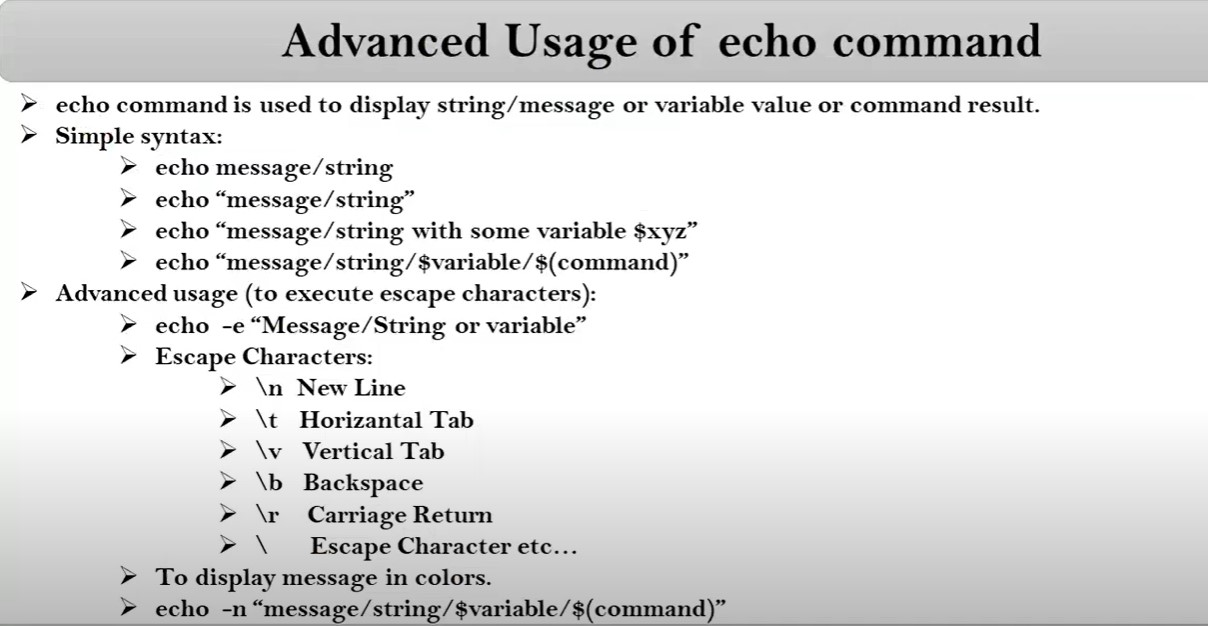 Advanced Usage of echo command
➢ echo command is used to display string/message or variable value or command result.
➢ Simple syntax:
➢ echo message/string
➢ echo “message/string”
➢ echo “message/string with some variable $xyz”
➢ echo “message/string/$variable/$(command)”
➢ Advanced usage (to execute escape characters):
➢ echo -e “Message/String or variable”
➢ Escape Characters:
➢ \n New Line
➢ \t Horizantal Tab
➢ \v Vertical Tab
➢ \b Backspace
➢ \r Carriage Return
➢ \ Escape Character etc…
➢ To display message in colors.
➢ echo -n “message/string/$variable/$(command)”